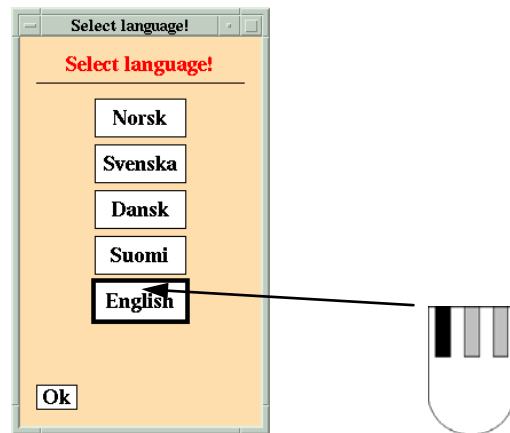 Select language!
Select language!
Norsk
Svenska
Dansk
Suomi
English
Ok